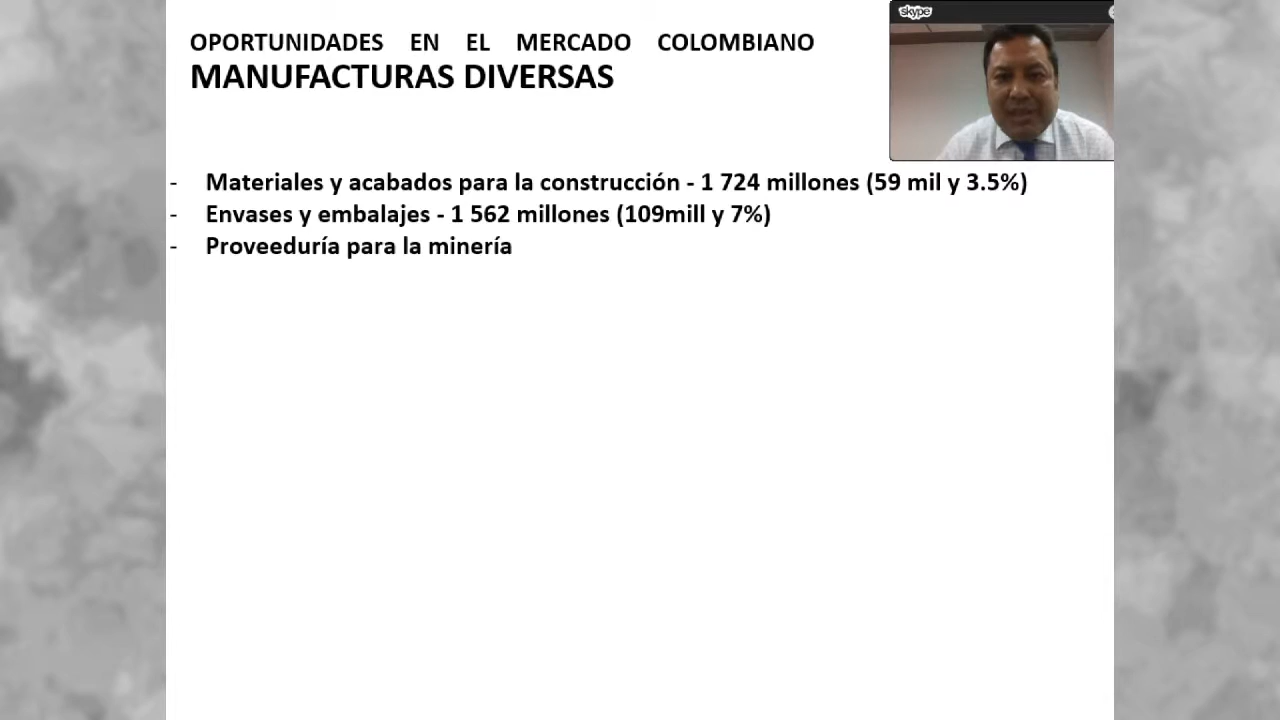 skype
OPORTUNIDADES EN EL MERCADO COLOMBIANO
MANUFACTURAS DIVERSAS
- Materiales y acabados para la construcción - 1 724 millones (59 mil y 3.5%)
- Envases y embalajes - 1 562 millones (109mill y 7%)
- Proveeduría para la minería